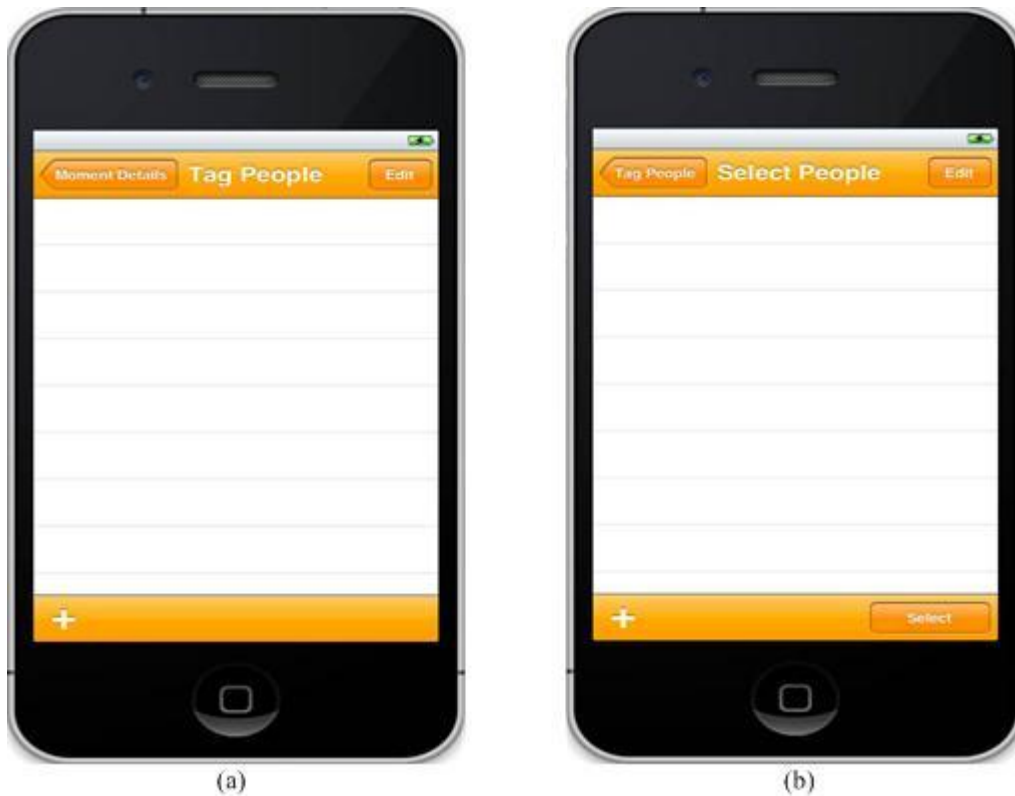 Moment Details Tag People Edit
Tag People Select People Edit
+
+ Select
(a)
(b)